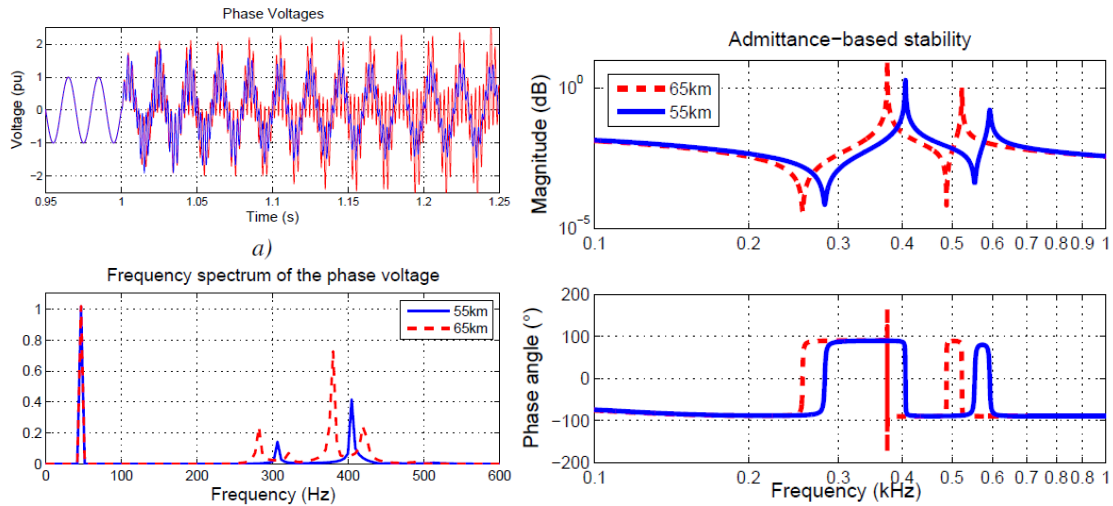 Phase Voltages
2
1
0
−1
−2
Voltage (pu)
0.95 1 1.05 1.1 1.15 1.2 1.25
Time (s)
a)
Frequency spectrum of the phase voltage
1
0.8
0.6
0.4
0.2
0
55km
65km
0 100 200 300 400 500 600
Frequency (Hz)
Admittance−based stability
Magnitude (dB)
10^0
10^−5
65km
55km
0.1 0.2 0.3 0.4 0.5 0.6 0.7 0.8 0.9 1
Phase angle (°)
200
100
0
−100
−200
0.1 0.2 0.3 0.4 0.5 0.6 0.7 0.8 0.9 1
Frequency (kHz)